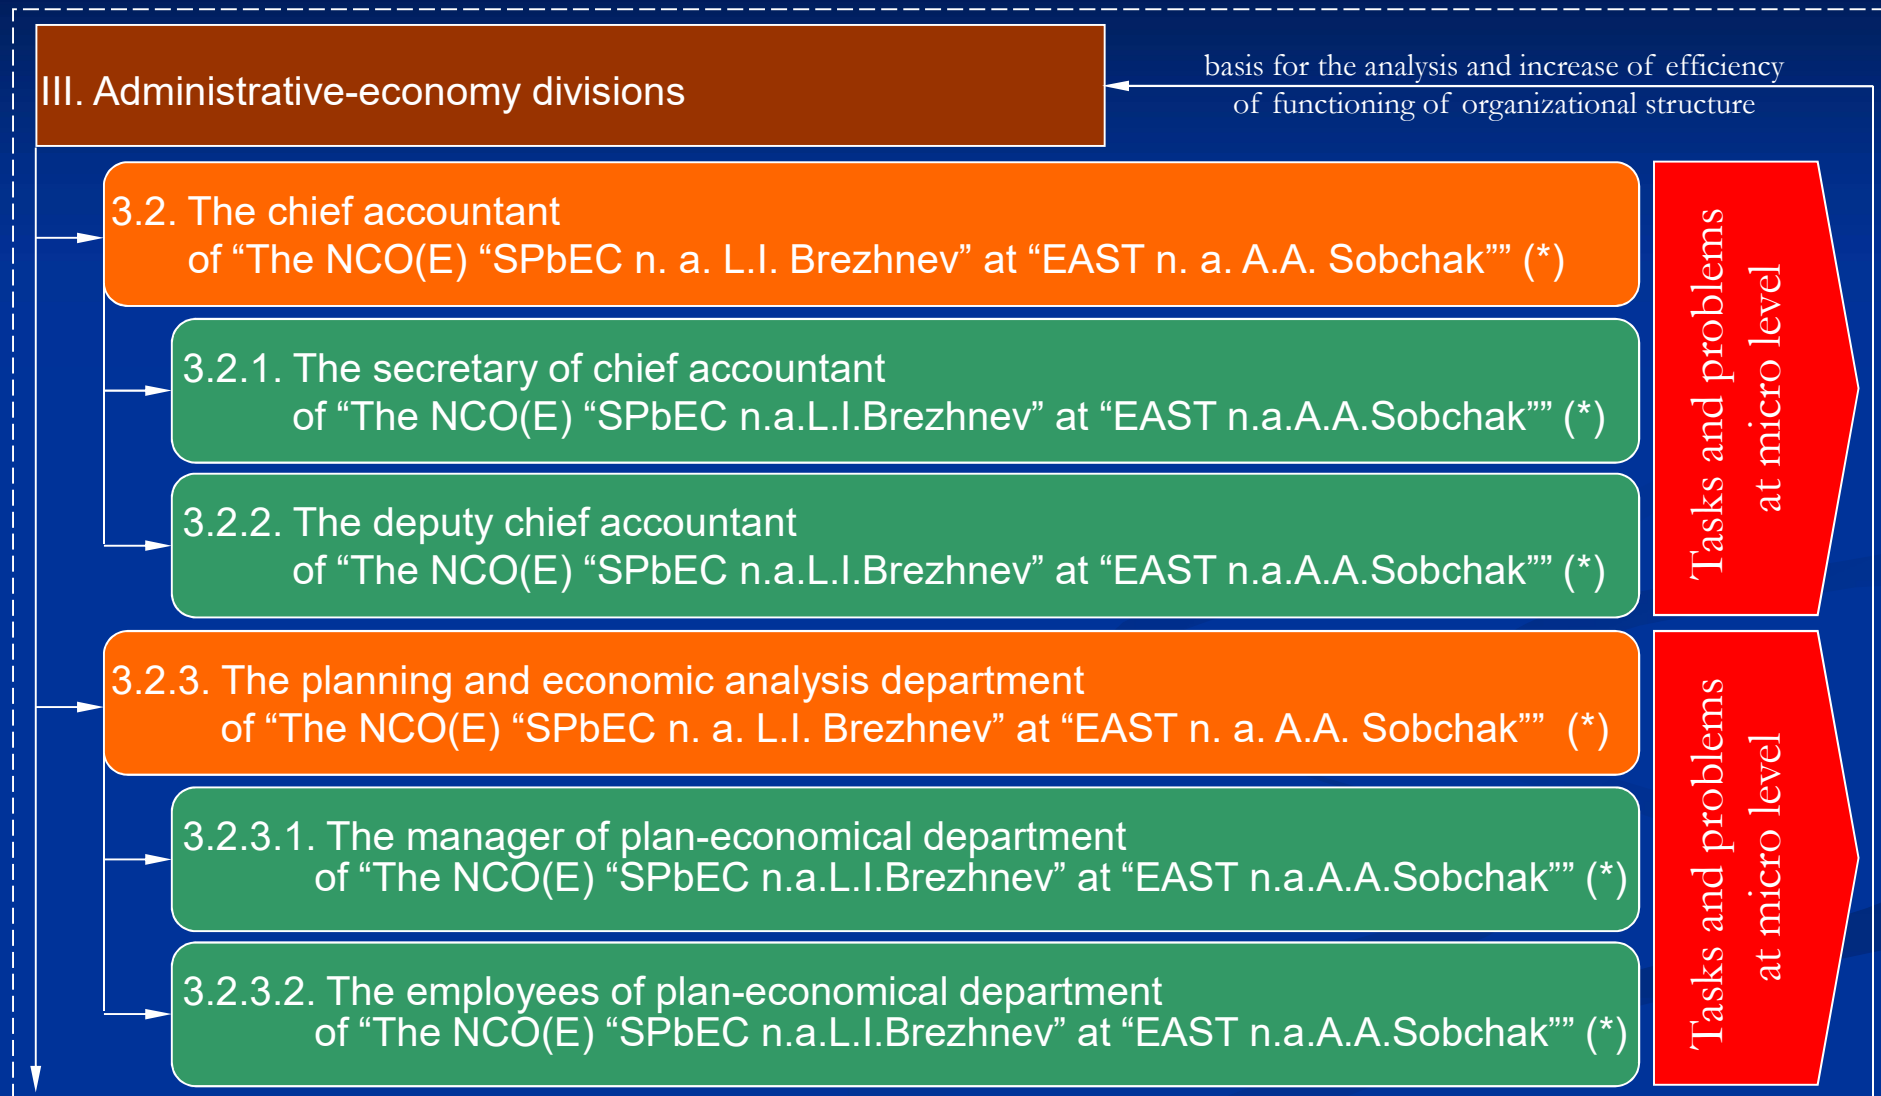 III. Administrative-economy divisions
basis for the analysis and increase of efficiency
of functioning of organizational structure
3.2. The chief accountant
of “The NCO(E) “SPbEC n. a. L.I. Brezhnev” at “EAST n. a. A.A. Sobchak”” (*)
3.2.1. The secretary of chief accountant
of “The NCO(E) “SPbEC n.a.L.I.Brezhnev” at “EAST n.a.A.A.Sobchak”” (*)
3.2.2. The deputy chief accountant
of “The NCO(E) “SPbEC n.a.L.I.Brezhnev” at “EAST n.a.A.A.Sobchak”” (*)
Tasks and problems
at micro level
3.2.3. The planning and economic analysis department
of “The NCO(E) “SPbEC n. a. L.I. Brezhnev” at “EAST n. a. A.A. Sobchak”” (*)
3.2.3.1. The manager of plan-economical department
of “The NCO(E) “SPbEC n.a.L.I.Brezhnev” at “EAST n.a.A.A.Sobchak”” (*)
3.2.3.2. The employees of plan-economical department
of “The NCO(E) “SPbEC n.a.L.I.Brezhnev” at “EAST n.a.A.A.Sobchak”” (*)
Tasks and problems
at micro level